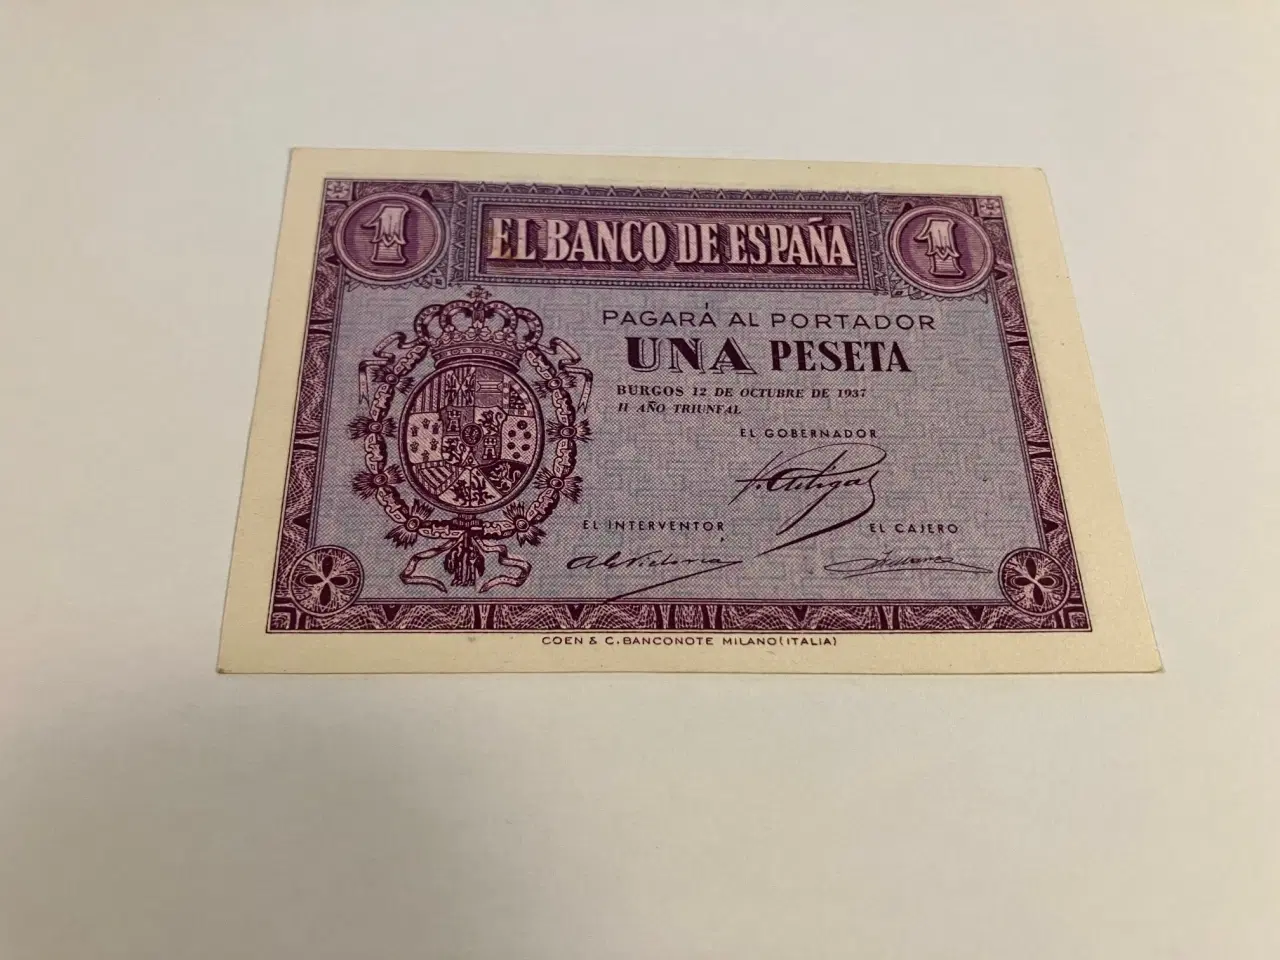 1 EL BANCO DE ESPAÑA 1
PAGARÁ AL PORTADOR
UNA PESETA
BURGOS 12 DE OCTUBRE DE 1937
II AÑO TRIUNFAL
EL GOBERNADOR
EL INTERVENTOR
EL CAJERO
COEN & C. BANCONOTE MILANO (ITALIA)